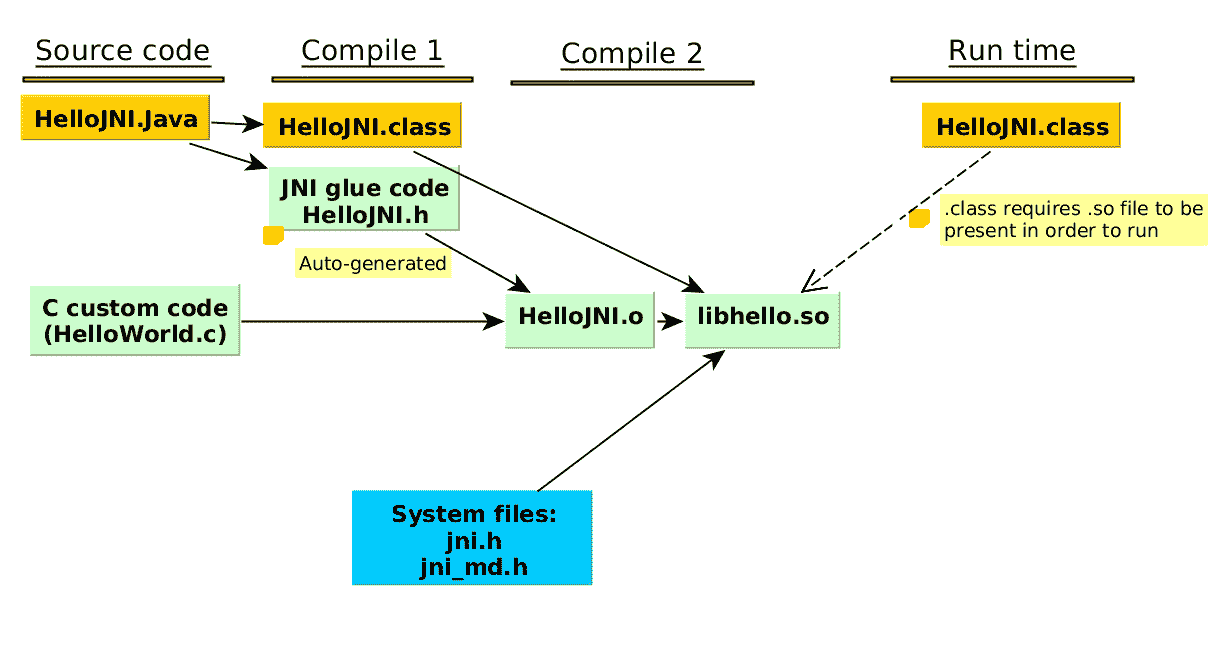 Source code
Compile 1
Compile 2
Run time
HelloJNI.Java
HelloJNI.class
HelloJNI.class
JNI glue code
HelloJNI.h
.class requires .so file to be
present in order to run
Auto-generated
C custom code
(HelloWorld.c)
HelloJNI.o
libhello.so
System files:
jni.h
jni_md.h